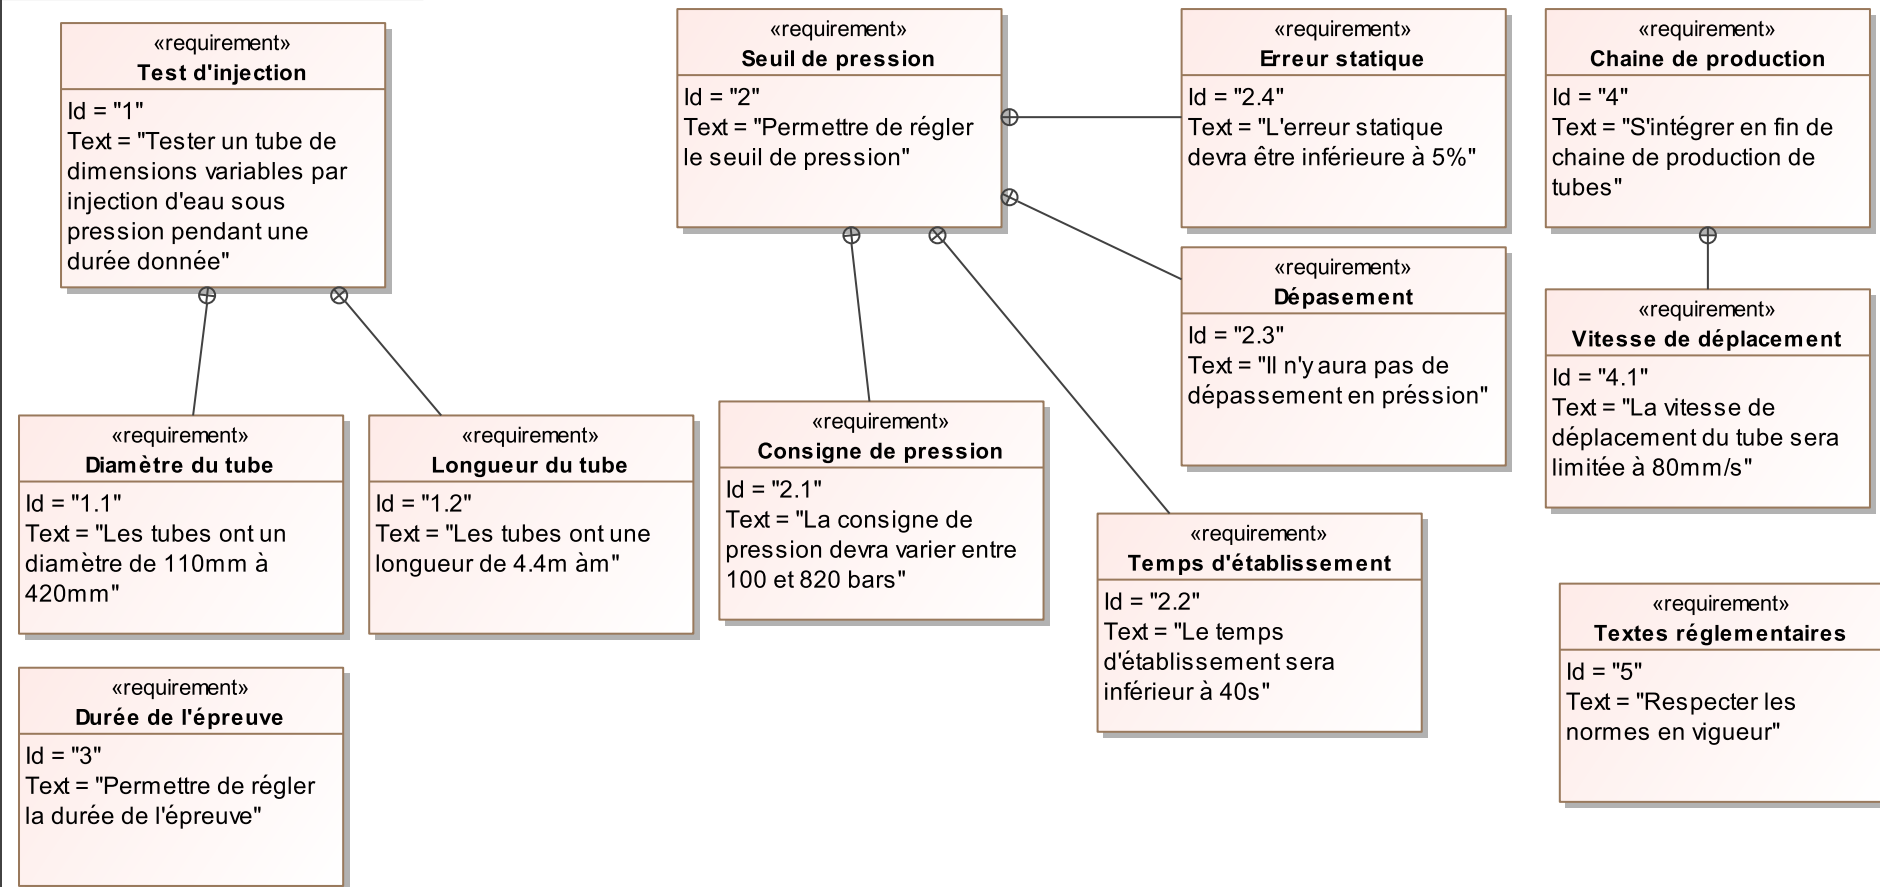 «requirement»
Test d'injection
Id = "1"
Text = "Tester un tube de
dimensions variables par
injection d'eau sous
pression pendant une
durée donnée"
«requirement»
Seuil de pression
Id = "2"
Text = "Permettre de régler
le seuil de pression"
«requirement»
Erreur statique
Id = "2.4"
Text = "L'erreur statique
devra être inférieure à 5%"
«requirement»
Chaine de production
Id = "4"
Text = "S'intégrer en fin de
chaine de production de
tubes"
«requirement»
Dépasement
Id = "2.3"
Text = "Il n'y aura pas de
dépassement en préssion"
«requirement»
Vitesse de déplacement
Id = "4.1"
Text = "La vitesse de
déplacement du tube sera
limitée à 80mm/s"
«requirement»
Diamètre du tube
Id = "1.1"
Text = "Les tubes ont un
diamètre de 110mm à
420mm"
«requirement»
Longueur du tube
Id = "1.2"
Text = "Les tubes ont une
longueur de 4.4m àm"
«requirement»
Consigne de pression
Id = "2.1"
Text = "La consigne de
pression devra varier entre
100 et 820 bars"
«requirement»
Temps d'établissement
Id = "2.2"
Text = "Le temps
d'établissement sera
inférieur à 40s"
«requirement»
Textes réglementaires
Id = "5"
Text = "Respecter les
normes en vigueur"
«requirement»
Durée de l'épreuve
Id = "3"
Text = "Permettre de régler
la durée de l'épreuve"